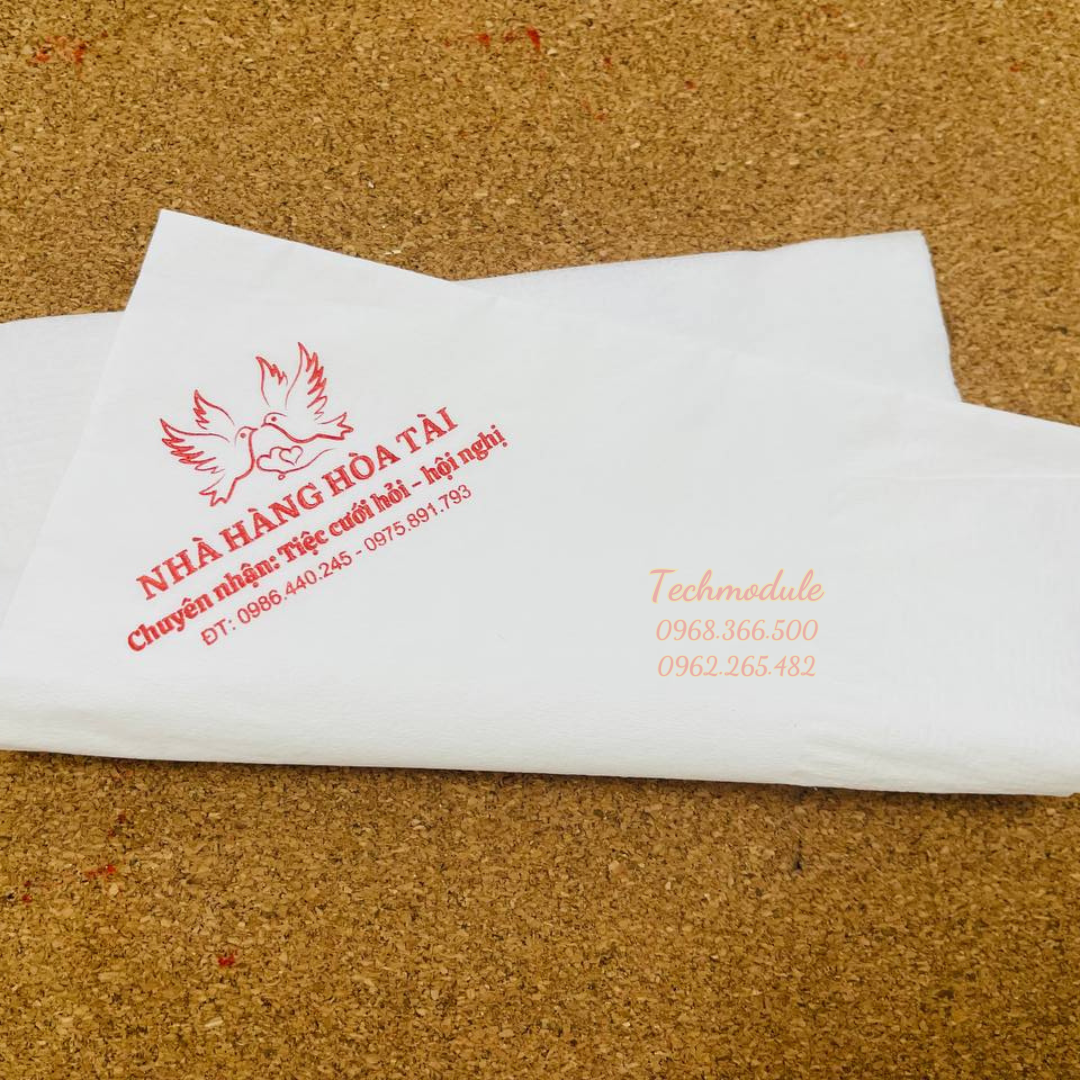 NHÀ HÀNG HÒA TÀI
Chuyên nhận: Tiệc cưới hỏi - hội nghị
ĐT: 0986.440.245 - 0975.891.793
Techmodule
0968.366.500
0962.265.482